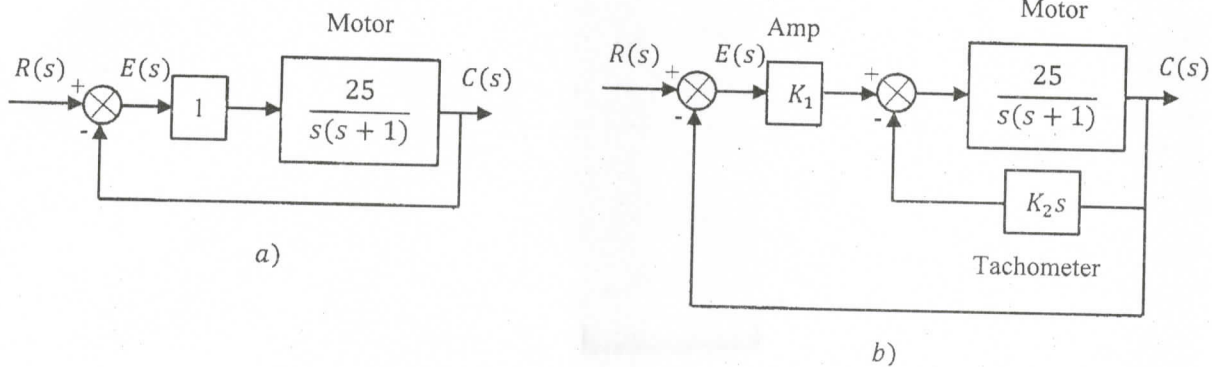 Motor
R(s)
+
E(s)
1
25
s(s + 1)
C(s)
-
a)
Motor
Amp
R(s)
+
E(s)
K₁
+
25
s(s + 1)
C(s)
-
-
K₂s
Tachometer
b)